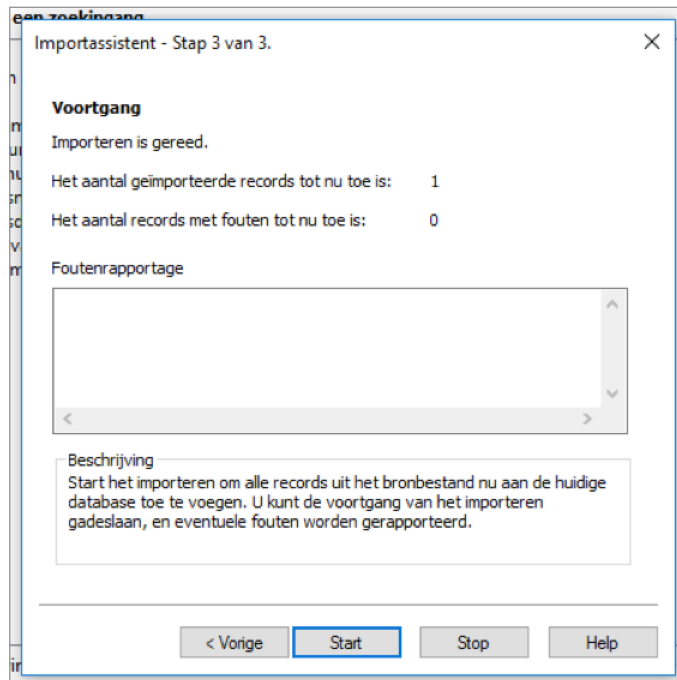 een zoekingang
Importassistent - Stap 3 van 3.
Voortgang
Importeren is gereed.
Het aantal geïmporteerde records tot nu toe is: 1
Het aantal records met fouten tot nu toe is: 0
Foutenrapportage
Beschrijving
Start het importeren om alle records uit het bronbestand nu aan de huidige
database toe te voegen. U kunt de voortgang van het importeren
gadeslaan, en eventuele fouten worden gerapporteerd.
< Vorige Start Stop Help